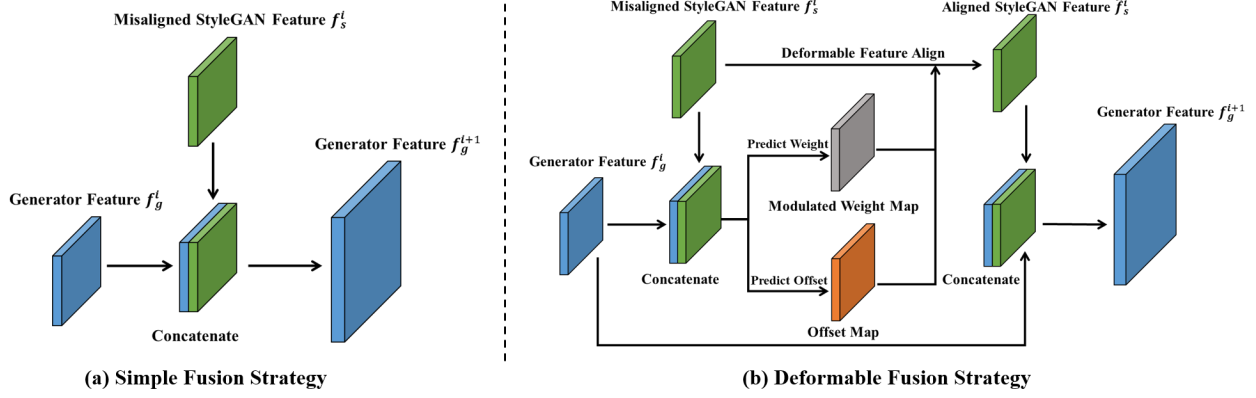 Misaligned StyleGAN Feature f_s^i
Generator Feature f_g^{i+1}
Generator Feature f_g^i
Concatenate
(a) Simple Fusion Strategy
Misaligned StyleGAN Feature f_s^i
Aligned StyleGAN Feature f_s^i
Deformable Feature Align
Generator Feature f_g^{i+1}
Predict Weight
Generator Feature f_g^i
Modulated Weight Map
Predict Offset
Concatenate
Concatenate
Offset Map
(b) Deformable Fusion Strategy